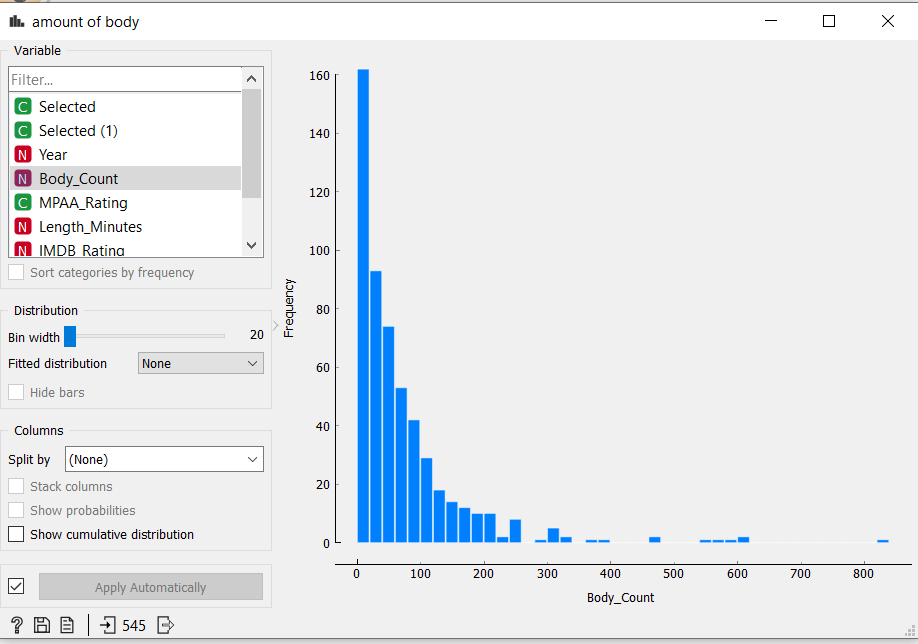 amount of body
Variable
Filter...
C Selected
C Selected (1)
N Year
N Body_Count
C MPAA_Rating
N Length_Minutes
N IMDB_Rating
Sort categories by frequency
Distribution
Bin width 20
Fitted distribution None
Hide bars
Columns
Split by (None)
Stack columns
Show probabilities
Show cumulative distribution
Apply Automatically
? 545
160
140
120
100
80
60
40
20
0
Frequency
0 100 200 300 400 500 600 700 800
Body_Count